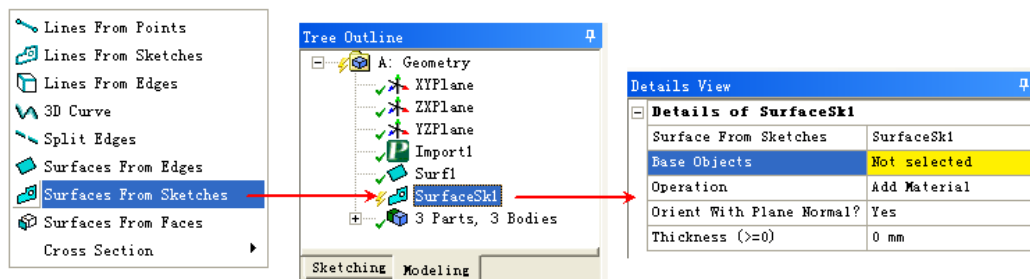 Lines From Points
Lines From Sketches
Lines From Edges
3D Curve
Split Edges
Surfaces From Edges
Surfaces From Sketches
Surfaces From Faces
Cross Section
Tree Outline
A: Geometry
XYPlane
ZXPlane
YZPlane
Import1
Surf1
SurfaceSk1
3 Parts, 3 Bodies
Sketching Modeling
Details View
Details of SurfaceSk1
Surface From Sketches SurfaceSk1
Base Objects Not selected
Operation Add Material
Orient With Plane Normal? Yes
Thickness (>=0) 0 mm